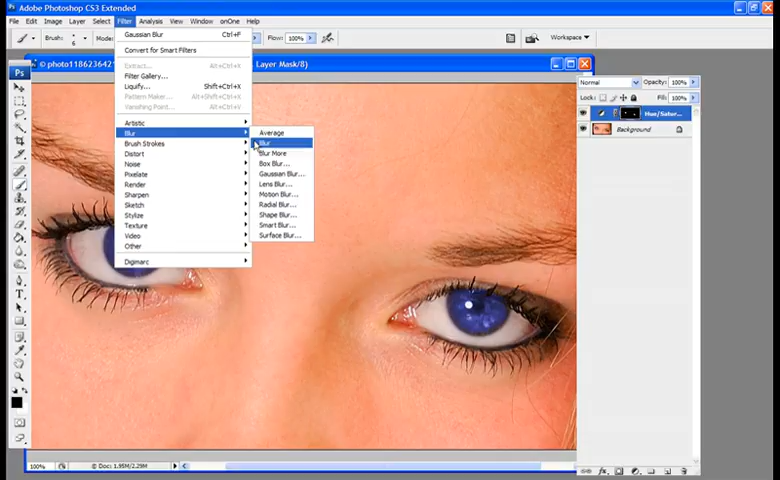 Adobe Photoshop CS3 Extended
File Edit Image Layer Select Filter Analysis View Window onOne Help
Brush: 6 Flow: 100% Workspace
photo118623642 Layer Mask/8)
Gaussian Blur Ctrl+F
Convert for Smart Filters
Extract... Alt+Ctrl+X
Filter Gallery...
Liquify... Shift+Ctrl+X
Pattern Maker... Alt+Shift+Ctrl+X
Vanishing Point...
Artistic
Blur
Brush Strokes
Distort
Noise
Pixelate
Render
Sharpen
Sketch
Stylize
Texture
Video
Other
Digimarc
Average
Blur
Blur More
Box Blur...
Gaussian Blur...
Lens Blur...
Motion Blur...
Radial Blur...
Shape Blur...
Smart Blur...
Surface Blur...
Ps
Normal Opacity: 100%
Lock: Fill: 100%
Hue/Satur...
Background
100% Doc: 1.95M/2.29M